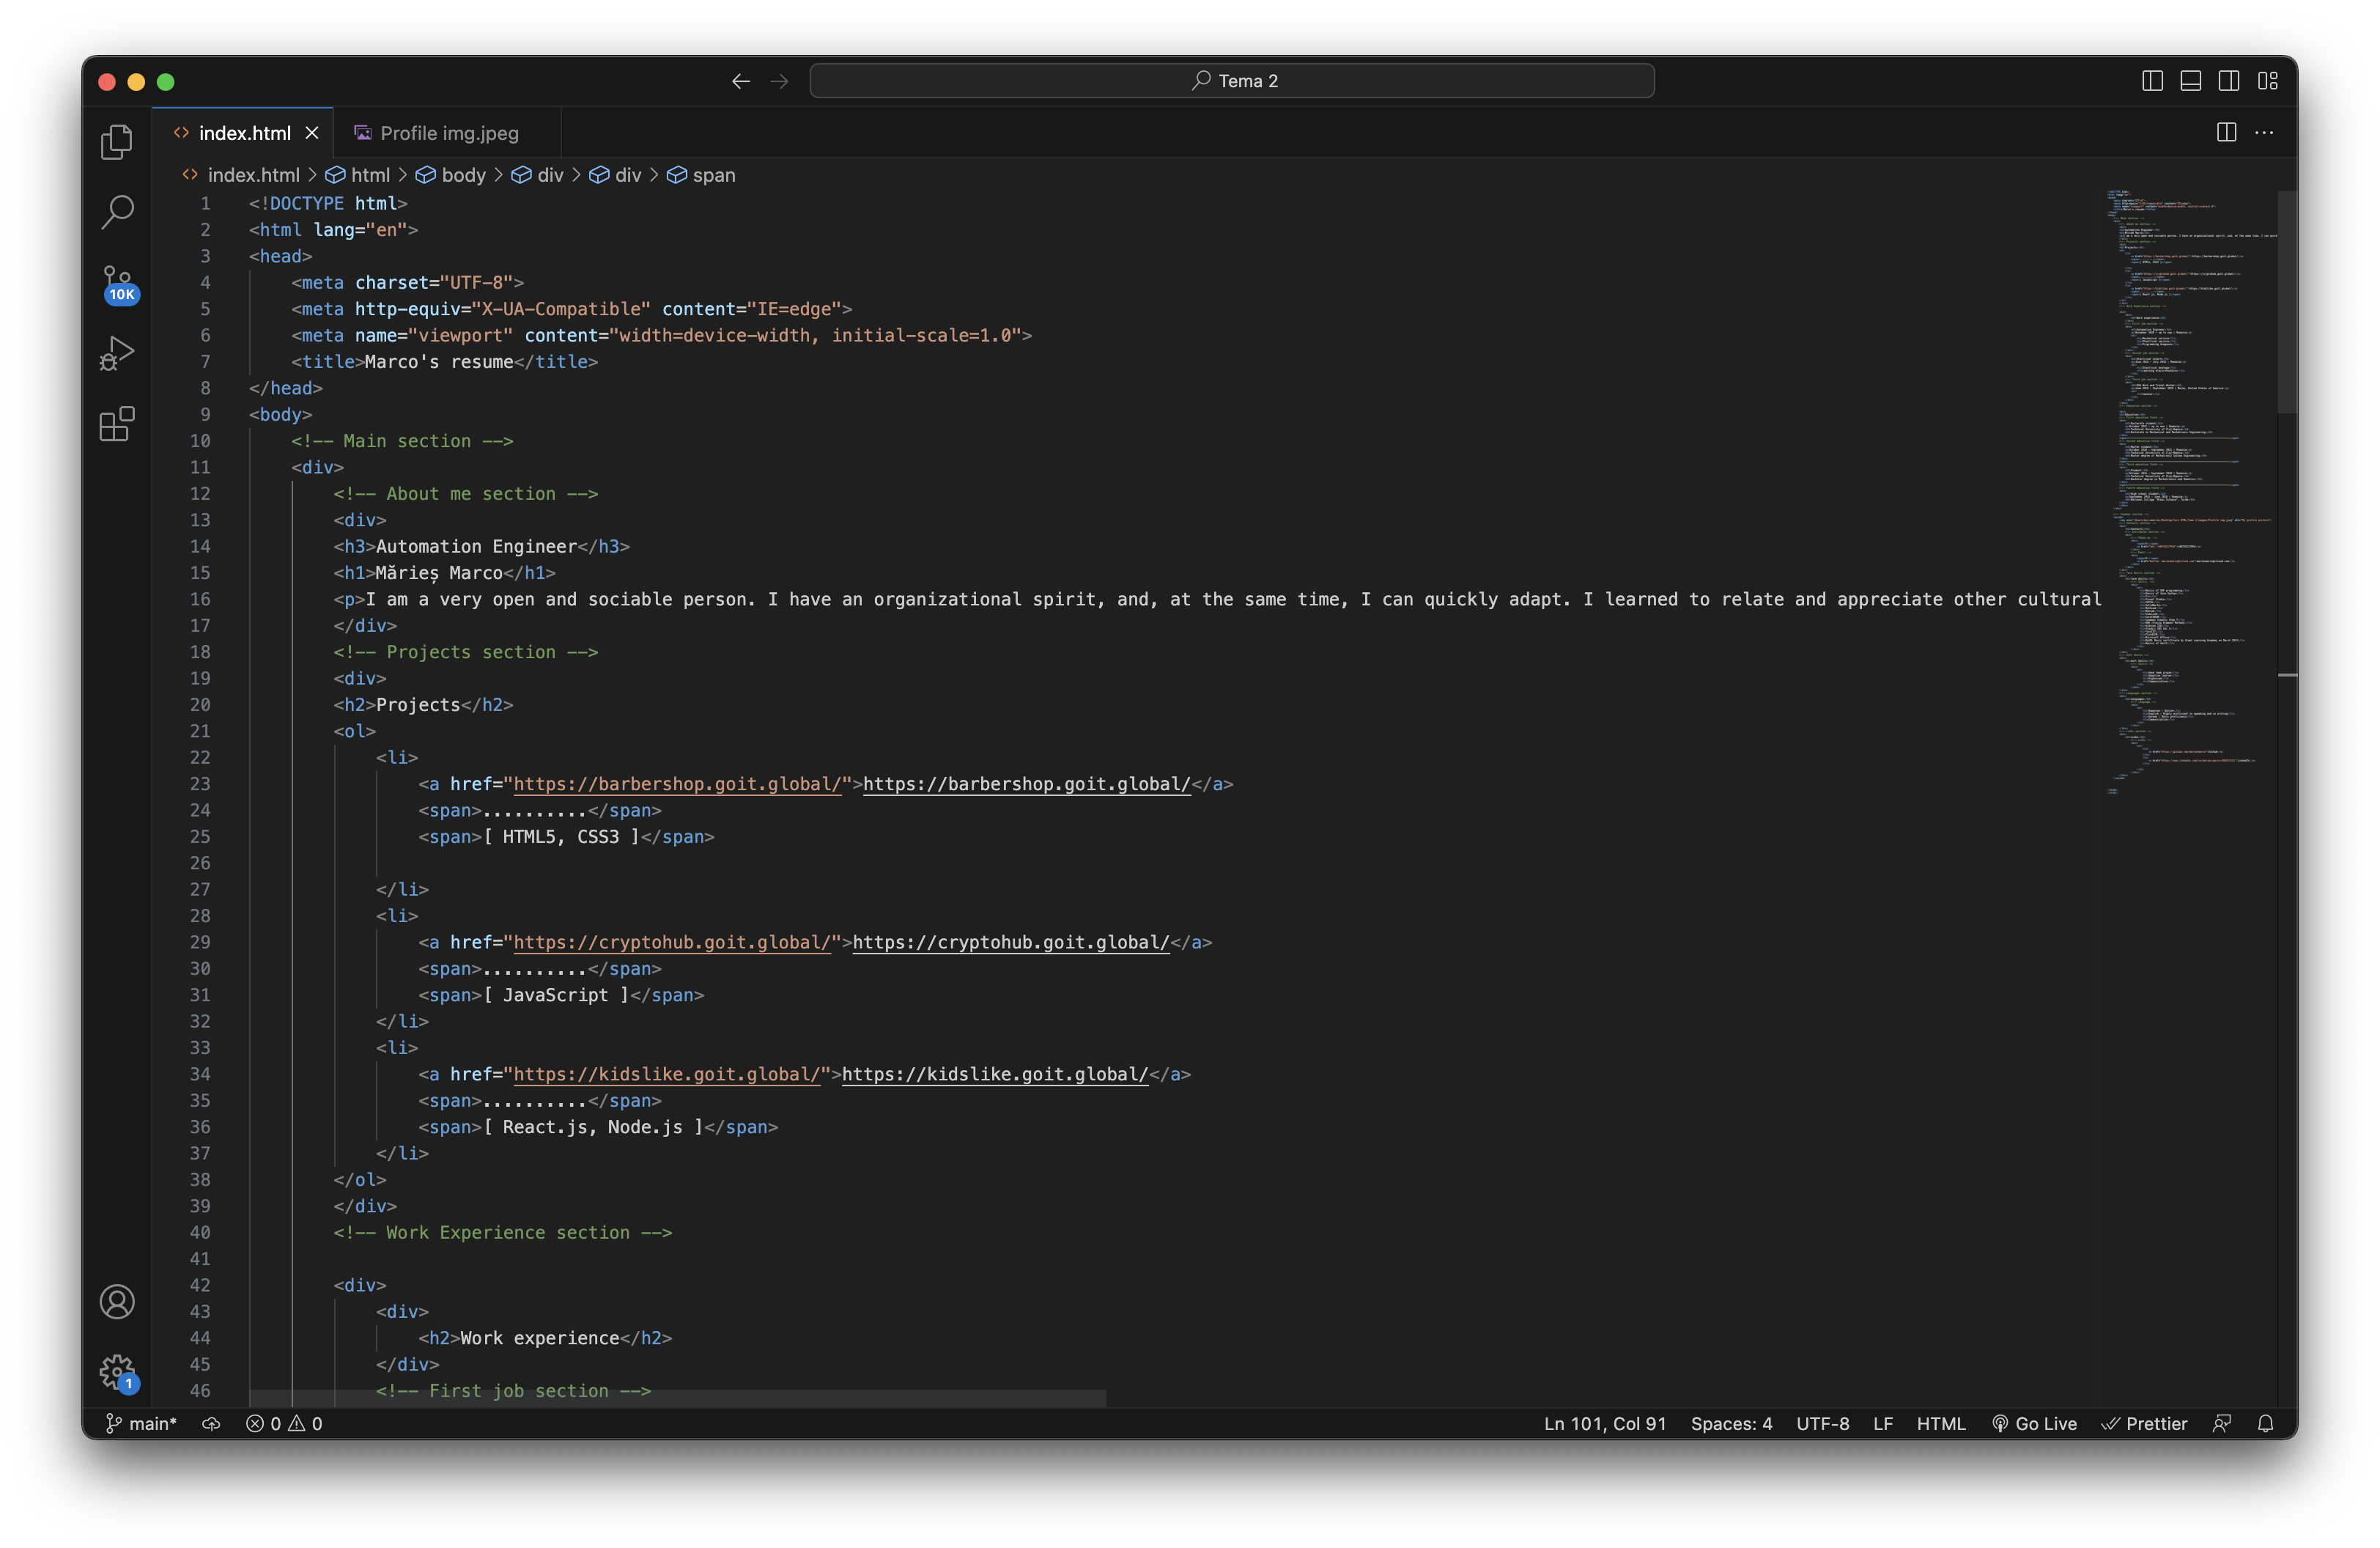 Tema 2
index.html
Profile img.jpeg
index.html > html > body > div > div > span
10K
1 <!DOCTYPE html>
2 <html lang="en">
3 <head>
4 <meta charset="UTF-8">
5 <meta http-equiv="X-UA-Compatible" content="IE=edge">
6 <meta name="viewport" content="width=device-width, initial-scale=1.0">
7 <title>Marco's resume</title>
8 </head>
9 <body>
10 <!-- Main section -->
11 <div>
12 <!-- About me section -->
13 <div>
14 <h3>Automation Engineer</h3>
15 <h1>Mărieș Marco</h1>
16 <p>I am a very open and sociable person. I have an organizational spirit, and, at the same time, I can quickly adapt. I learned to relate and appreciate other cultural
17 </div>
18 <!-- Projects section -->
19 <div>
20 <h2>Projects</h2>
21 <ol>
22 <li>
23 <a href="https://barbershop.goit.global/">https://barbershop.goit.global/</a>
24 <span>..........</span>
25 <span>[ HTML5, CSS3 ]</span>
26
27 </li>
28 <li>
29 <a href="https://cryptohub.goit.global/">https://cryptohub.goit.global/</a>
30 <span>..........</span>
31 <span>[ JavaScript ]</span>
32 </li>
33 <li>
34 <a href="https://kidslike.goit.global/">https://kidslike.goit.global/</a>
35 <span>..........</span>
36 <span>[ React.js, Node.js ]</span>
37 </li>
38 </ol>
39 </div>
40 <!-- Work Experience section -->
41
42 <div>
43 <div>
44 <h2>Work experience</h2>
45 </div>
46 <!-- First job section -->
1
main* 0 0 Ln 101, Col 91 Spaces: 4 UTF-8 LF HTML Go Live Prettier